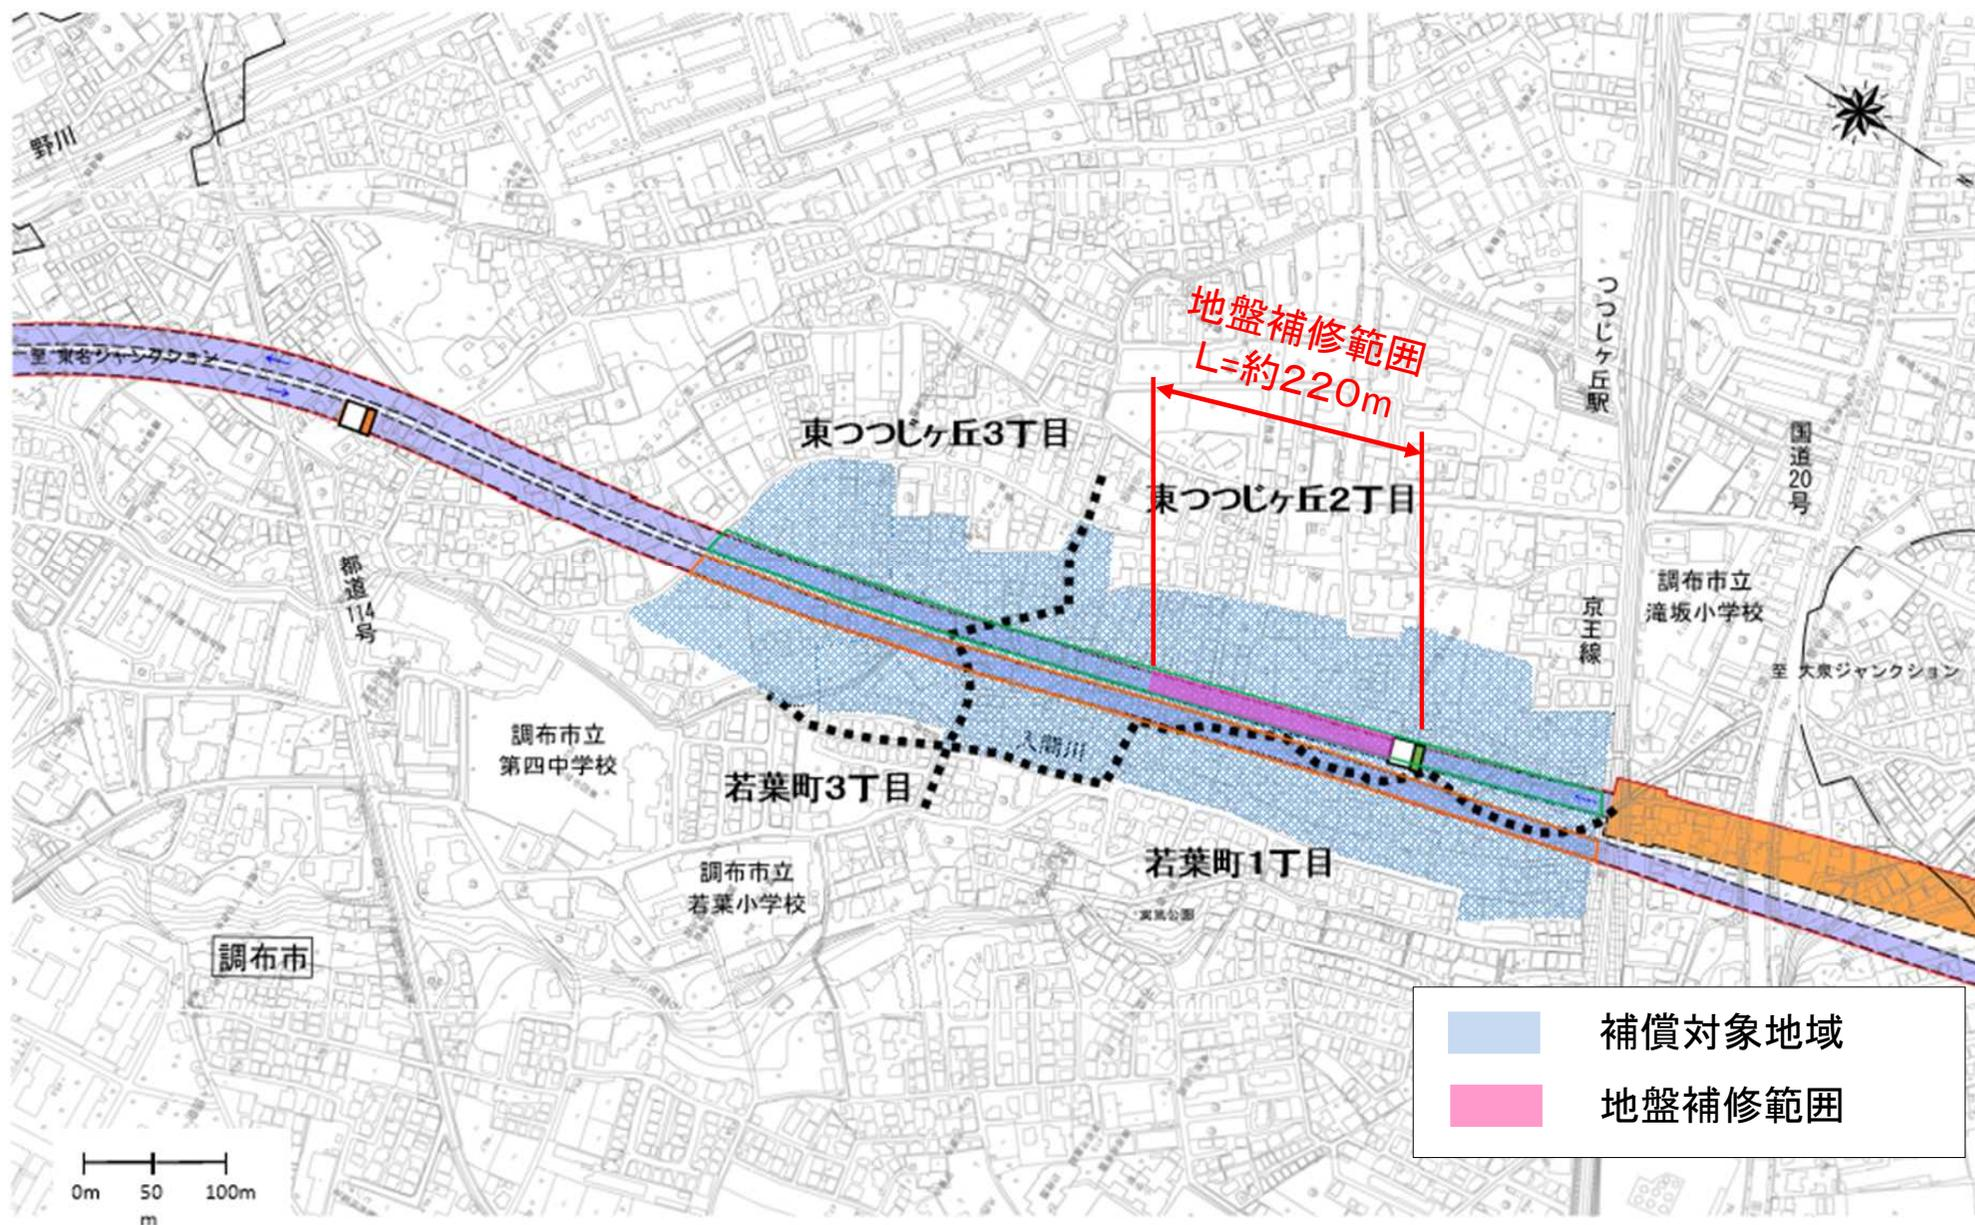 野川
つつじヶ丘駅
地盤補修範囲
L=約220m
至 東名ジャンクション
東つつじヶ丘3丁目
国道20号
東つつじヶ丘2丁目
都道114号
京王線
調布市立
滝坂小学校
至 大泉ジャンクション
調布市立
第四中学校
入間川
若葉町3丁目
調布市立
若葉小学校
若葉町1丁目
実篤公園
調布市
補償対象地域
地盤補修範囲
0m 50 100m
m